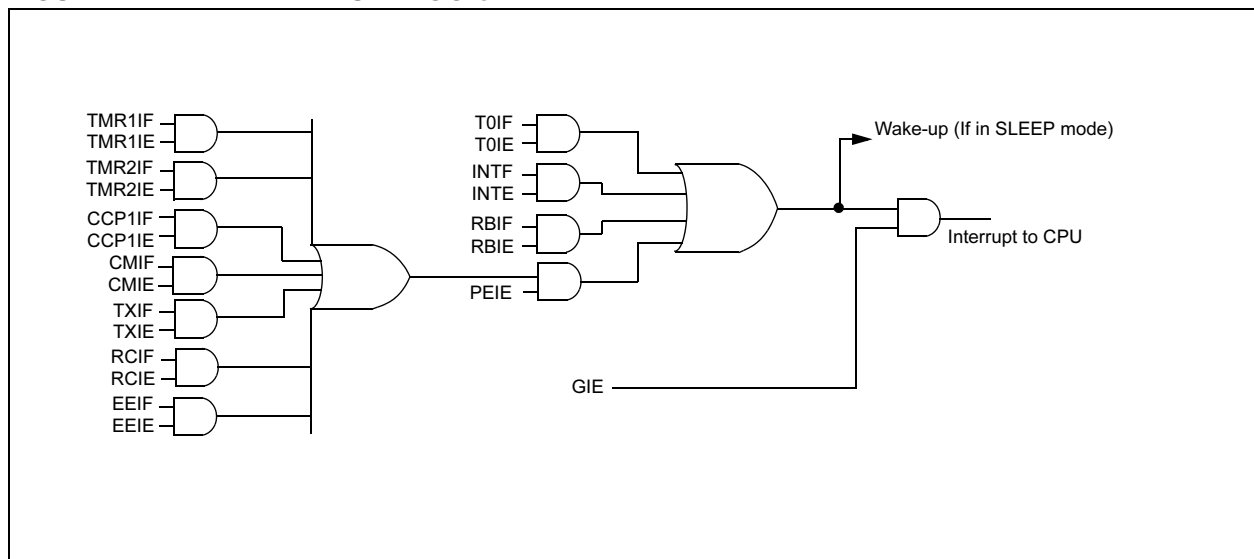 TMR1IF
TMR1IE
TMR2IF
TMR2IE
CCP1IF
CCP1IE
CMIF
CMIE
TXIF
TXIE
RCIF
RCIE
EEIF
EEIE
T0IF
T0IE
INTF
INTE
RBIF
RBIE
PEIE
GIE
Wake-up (If in SLEEP mode)
Interrupt to CPU